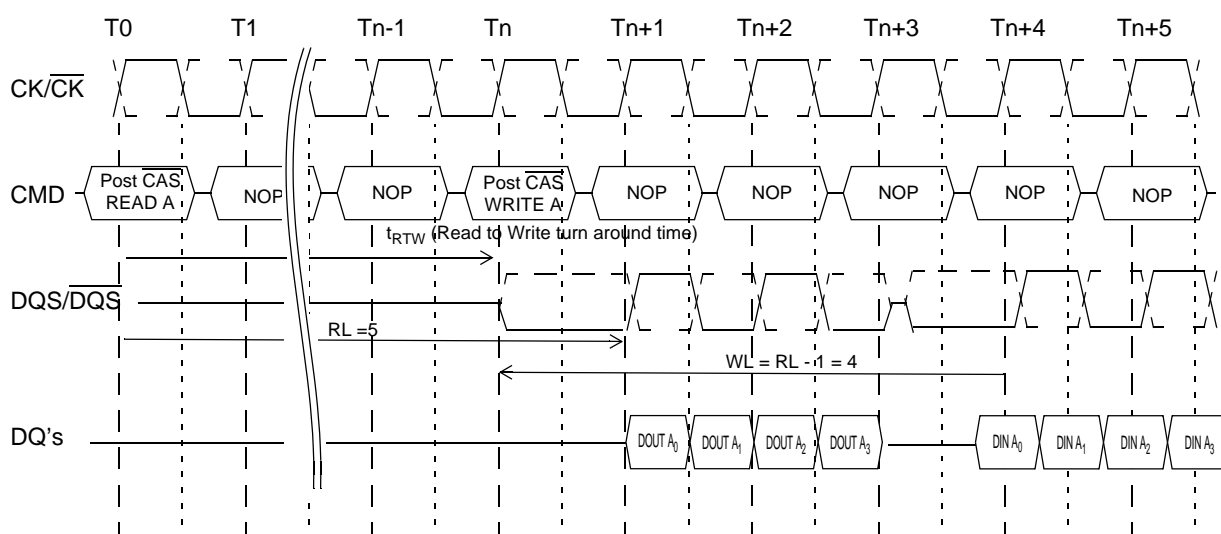 T0 T1 Tn-1 Tn Tn+1 Tn+2 Tn+3 Tn+4 Tn+5
CK/CK
CMD Post CAS READ A NOP NOP Post CAS WRITE A NOP NOP NOP NOP NOP
tRTW (Read to Write turn around time)
DQS/DQS
RL =5
WL = RL - 1 = 4
DQ's DOUT A0 DOUT A1 DOUT A2 DOUT A3 DIN A0 DIN A1 DIN A2 DIN A3